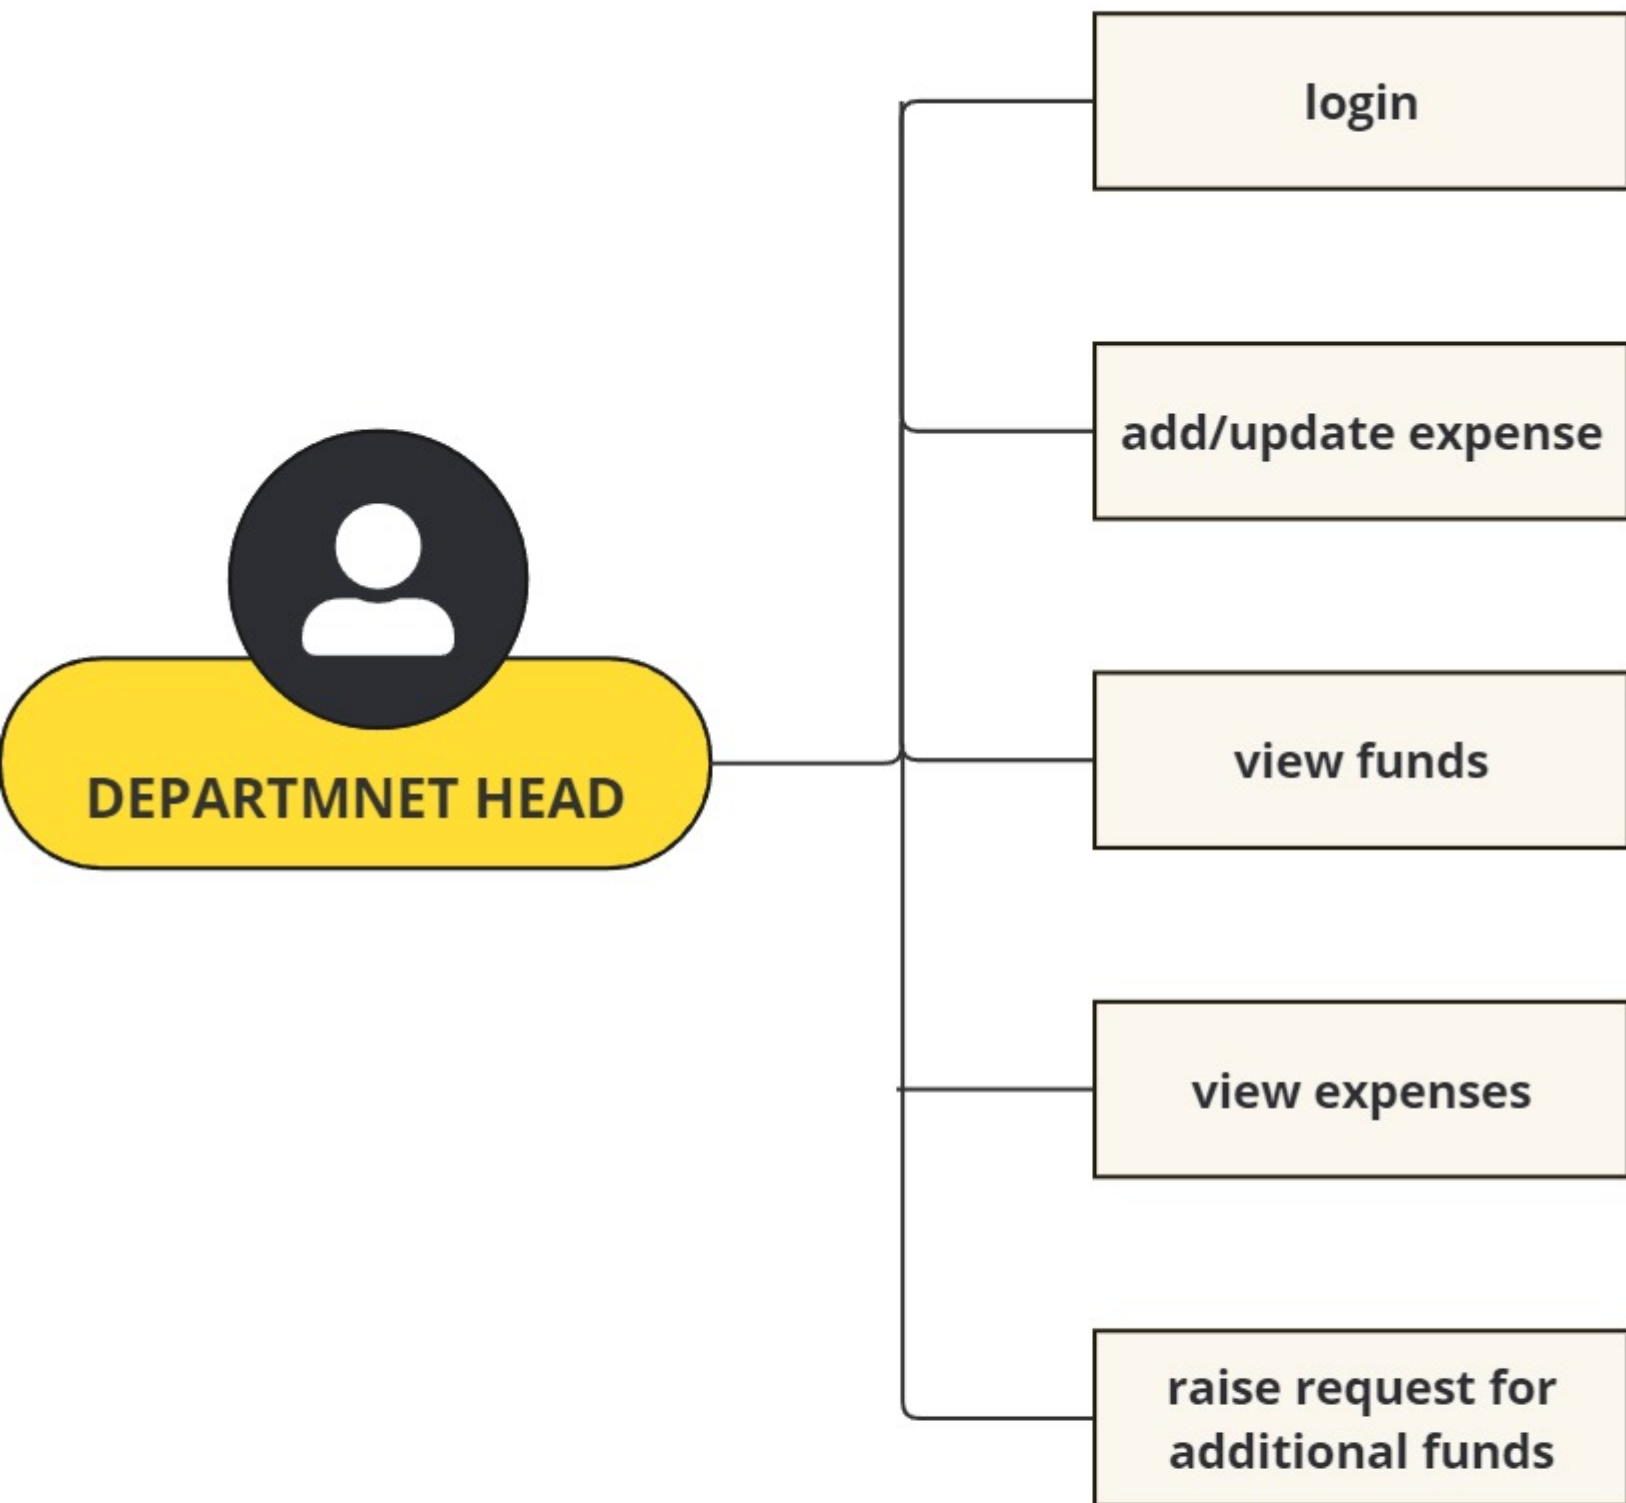 login
add/update expense
DEPARTMNET HEAD
view funds
view expenses
raise request for
additional funds